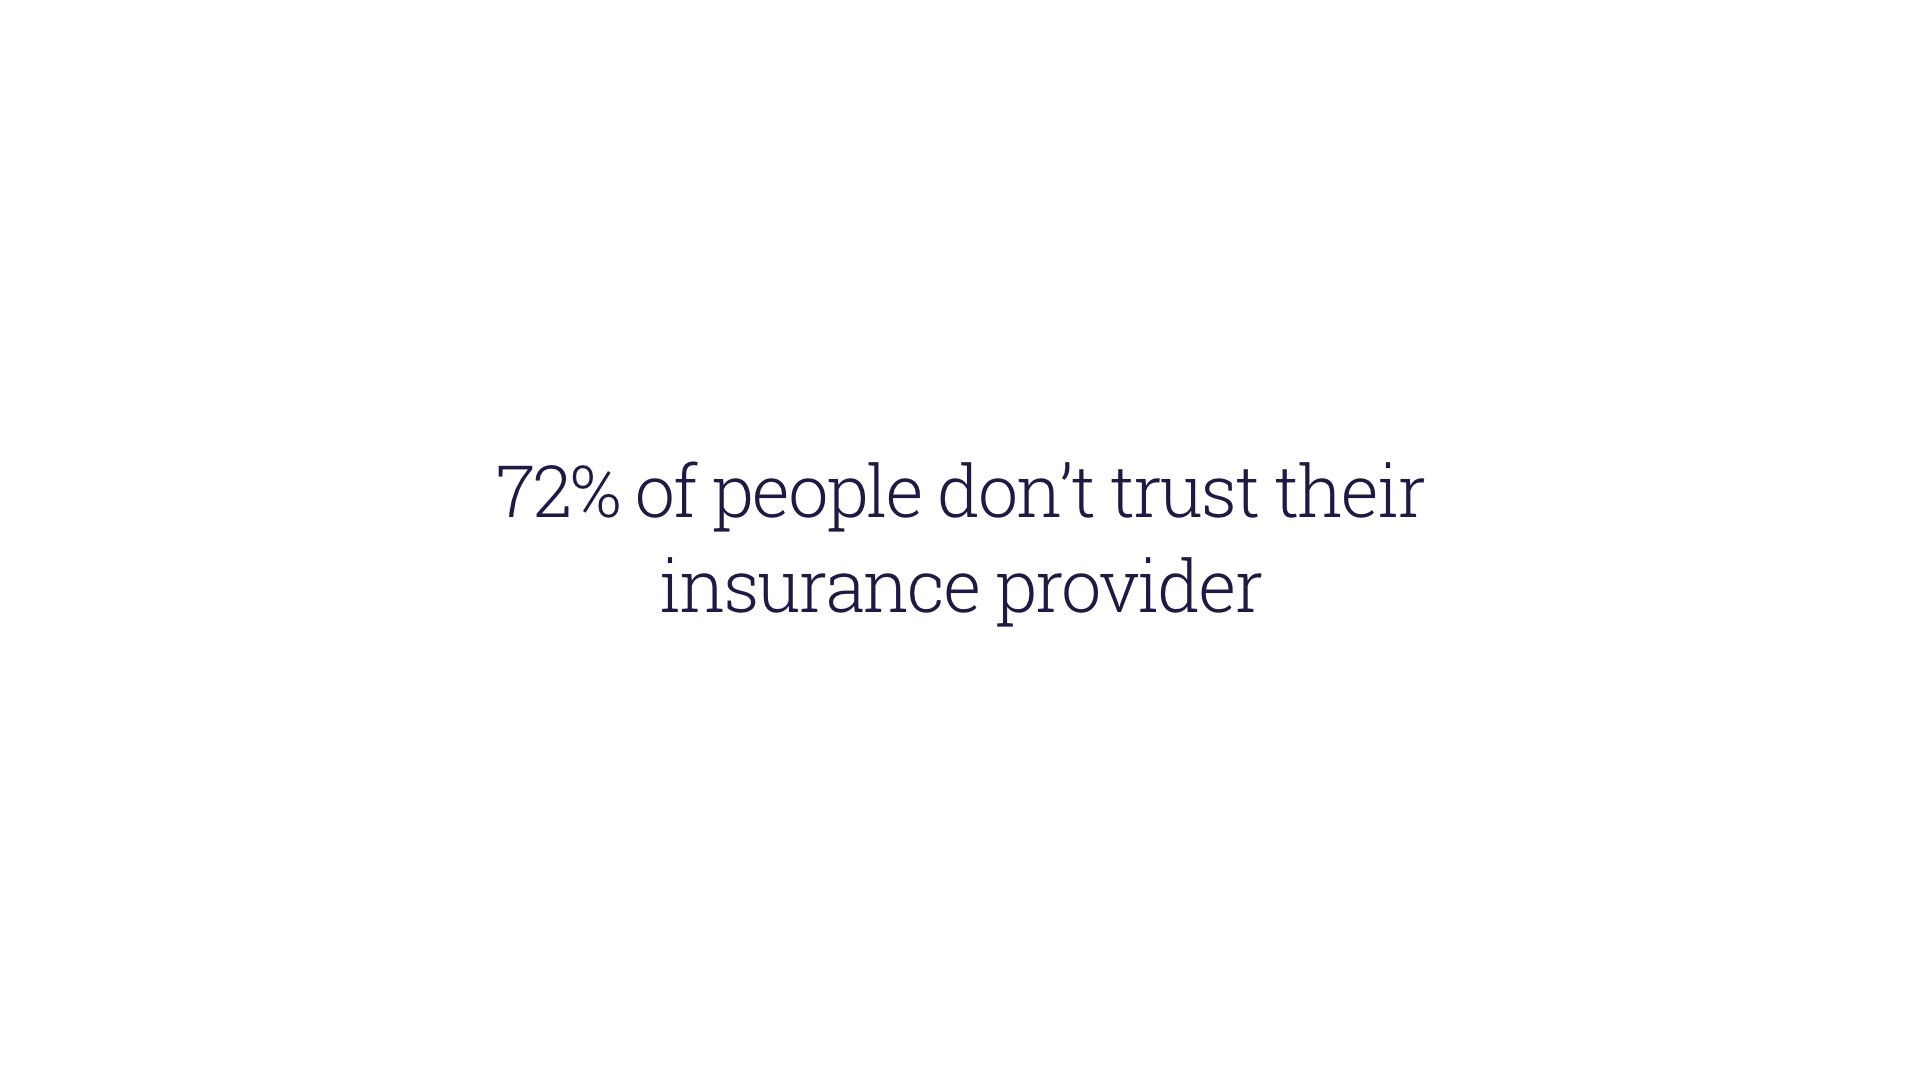 72% of people don’t trust their
insurance provider